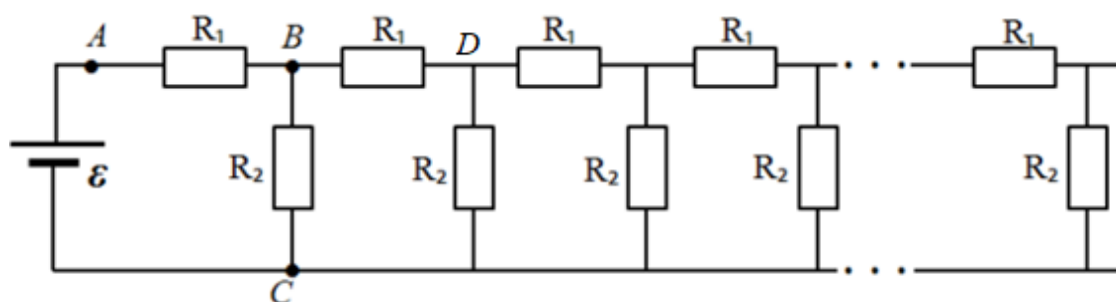 A R₁ B R₁ D R₁ R₁ · · · R₁
ε R₂ R₂ R₂ R₂ R₂
· · ·
C